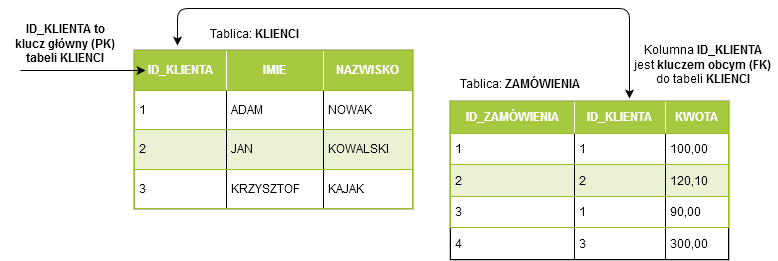 ID_KLIENTA to
klucz główny (PK)
tabeli KLIENCI
Tablica: KLIENCI
ID_KLIENTA IMIE NAZWISKO
1 ADAM NOWAK
2 JAN KOWALSKI
3 KRZYSZTOF KAJAK
Kolumna ID_KLIENTA
jest kluczem obcym (FK)
do tabeli KLIENCI
Tablica: ZAMÓWIENIA
ID_ZAMÓWIENIA ID_KLIENTA KWOTA
1 1 100,00
2 2 120,10
3 1 90,00
4 3 300,00